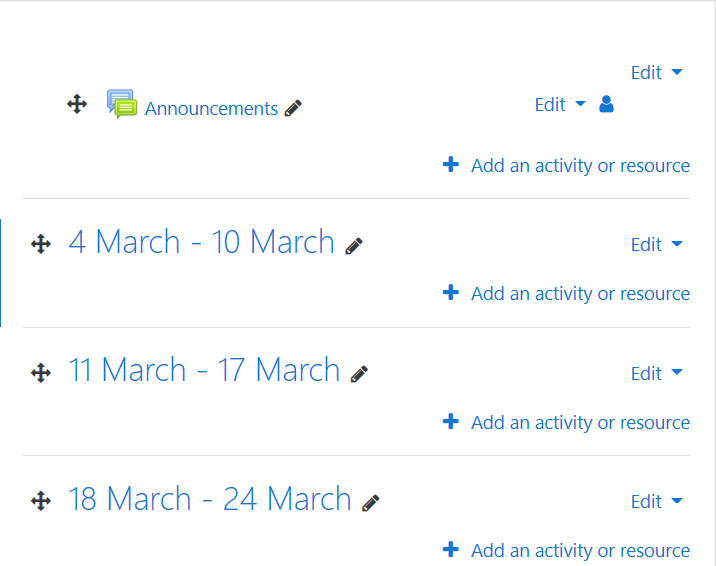 Edit
Announcements Edit
Add an activity or resource
4 March - 10 March Edit
Add an activity or resource
11 March - 17 March Edit
Add an activity or resource
18 March - 24 March Edit
Add an activity or resource